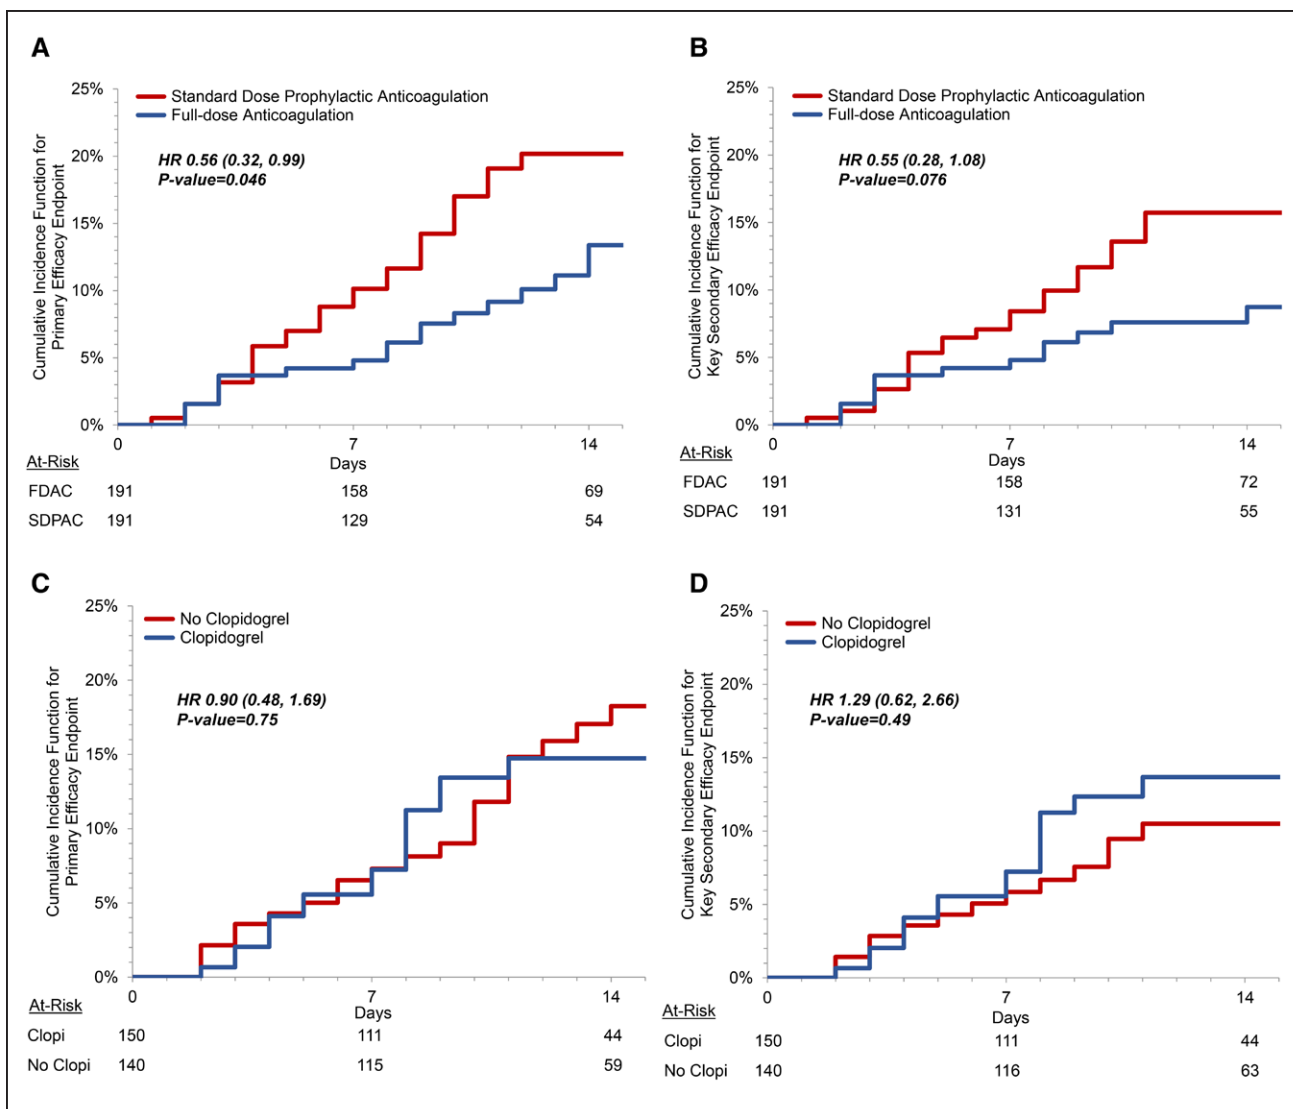 A
Cumulative Incidence Function for
Primary Efficacy Endpoint
25%
20%
15%
10%
5%
0%
Standard Dose Prophylactic Anticoagulation
Full-dose Anticoagulation
HR 0.56 (0.32, 0.99)
P-value=0.046
0 7 14
Days
At-Risk
FDAC 191 158 69
SDPAC 191 129 54
B
Cumulative Incidence Function for
Key Secondary Efficacy Endpoint
25%
20%
15%
10%
5%
0%
Standard Dose Prophylactic Anticoagulation
Full-dose Anticoagulation
HR 0.55 (0.28, 1.08)
P-value=0.076
0 7 14
Days
At-Risk
FDAC 191 158 72
SDPAC 191 131 55
C
Cumulative Incidence Function for
Primary Efficacy Endpoint
25%
20%
15%
10%
5%
0%
No Clopidogrel
Clopidogrel
HR 0.90 (0.48, 1.69)
P-value=0.75
0 7 14
Days
At-Risk
Clopi 150 111 44
No Clopi 140 115 59
D
Cumulative Incidence Function for
Key Secondary Efficacy Endpoint
25%
20%
15%
10%
5%
0%
No Clopidogrel
Clopidogrel
HR 1.29 (0.62, 2.66)
P-value=0.49
0 7 14
Days
At-Risk
Clopi 150 111 44
No Clopi 140 116 63